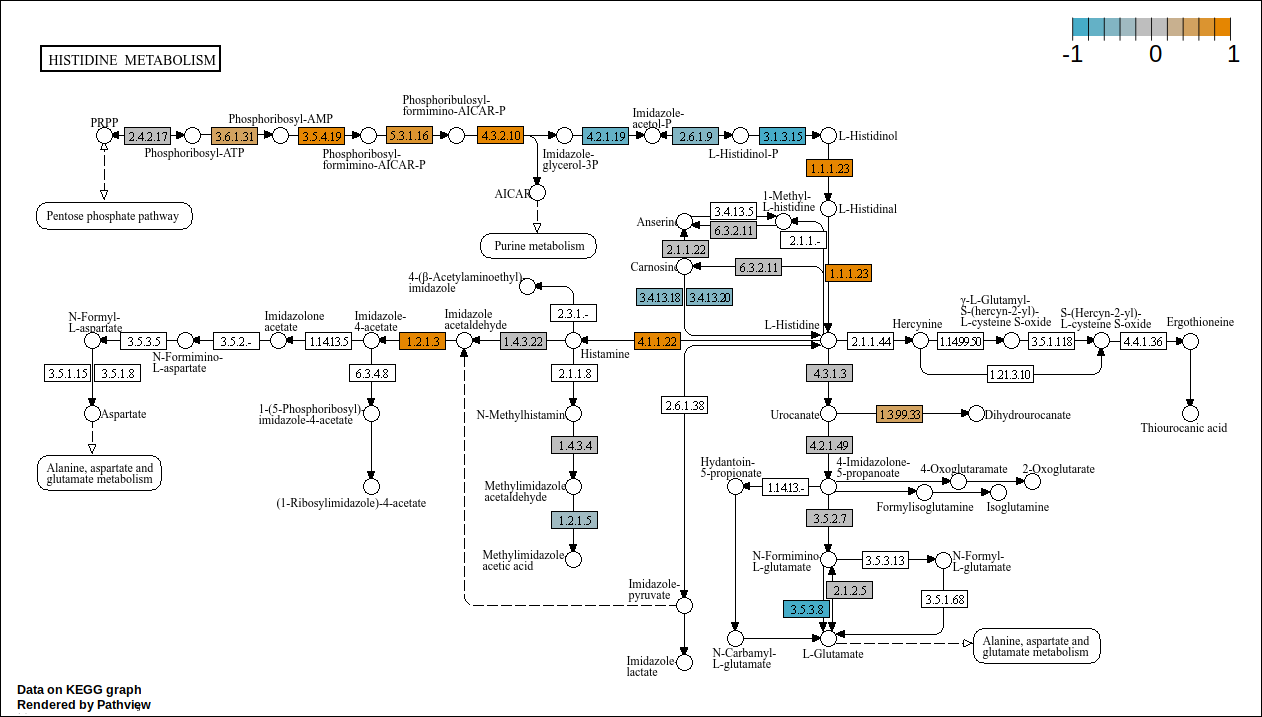 HISTIDINE METABOLISM
-1 0 1
PRPP
2.4.2.17
Phosphoribosyl-ATP
3.6.1.31
Phosphoribosyl-AMP
3.5.4.19
Phosphoribosyl-
formimino-AICAR-P
5.3.1.16
Phosphoribulosyl-
formimino-AICAR-P
4.3.2.10
Imidazole-
glycerol-3P
4.2.1.19
Imidazole-
acetol-P
2.6.1.9
L-Histidinol-P
3.1.3.15
L-Histidinol
1.1.1.23
AICAR
Pentose phosphate pathway
Purine metabolism
L-Histidinal
1-Methyl-
L-histidine
Anserine
3.4.13.5
6.3.2.11
2.1.1.-
2.1.1.22
Carnosine
6.3.2.11
1.1.1.23
3.4.13.18
3.4.13.20
4-(β-Acetylaminoethyl)-
imidazole
2.3.1.-
N-Formyl-
L-aspartate
3.5.3.5
N-Formimino-
L-aspartate
3.5.2.-
Imidazolone
acetate
1.14.13.5
Imidazole-
4-acetate
1.2.1.3
Imidazole
acetaldehyde
1.4.3.22
Histamine
4.1.1.22
L-Histidine
2.1.1.44
Hercynine
1.14.99.50
γ-L-Glutamyl-
S-(hercyn-2-yl)-
L-cysteine S-oxide
3.5.1.118
S-(Hercyn-2-yl)-
L-cysteine S-oxide
4.4.1.36
Ergothioneine
1.21.3.10
3.5.1.15
3.5.1.8
6.3.4.8
2.1.1.8
4.3.1.3
2.6.1.38
Aspartate
1-(5-Phosphoribosyl)-
imidazole-4-acetate
N-Methylhistamine
Urocanate
1.3.99.33
Dihydrourocanate
Thiourocanic acid
1.4.3.4
4.2.1.49
Alanine, aspartate and
glutamate metabolism
(1-Ribosylimidazole)-4-acetate
Methylimidazole
acetaldehyde
Hydantoin-
5-propionate
1.14.13.-
4-Imidazolone-
5-propanoate
4-Oxoglutaramate
2-Oxoglutarate
Formylisoglutamine
Isoglutamine
1.2.1.5
3.5.2.7
Methylimidazole
acetic acid
N-Formimino-
L-glutamate
3.5.3.13
N-Formyl-
L-glutamate
Imidazole-
pyruvate
2.1.2.5
3.5.3.8
3.5.1.68
N-Carbamyl-
L-glutamate
L-Glutamate
Alanine, aspartate and
glutamate metabolism
Imidazole
lactate
Data on KEGG graph
Rendered by Pathview